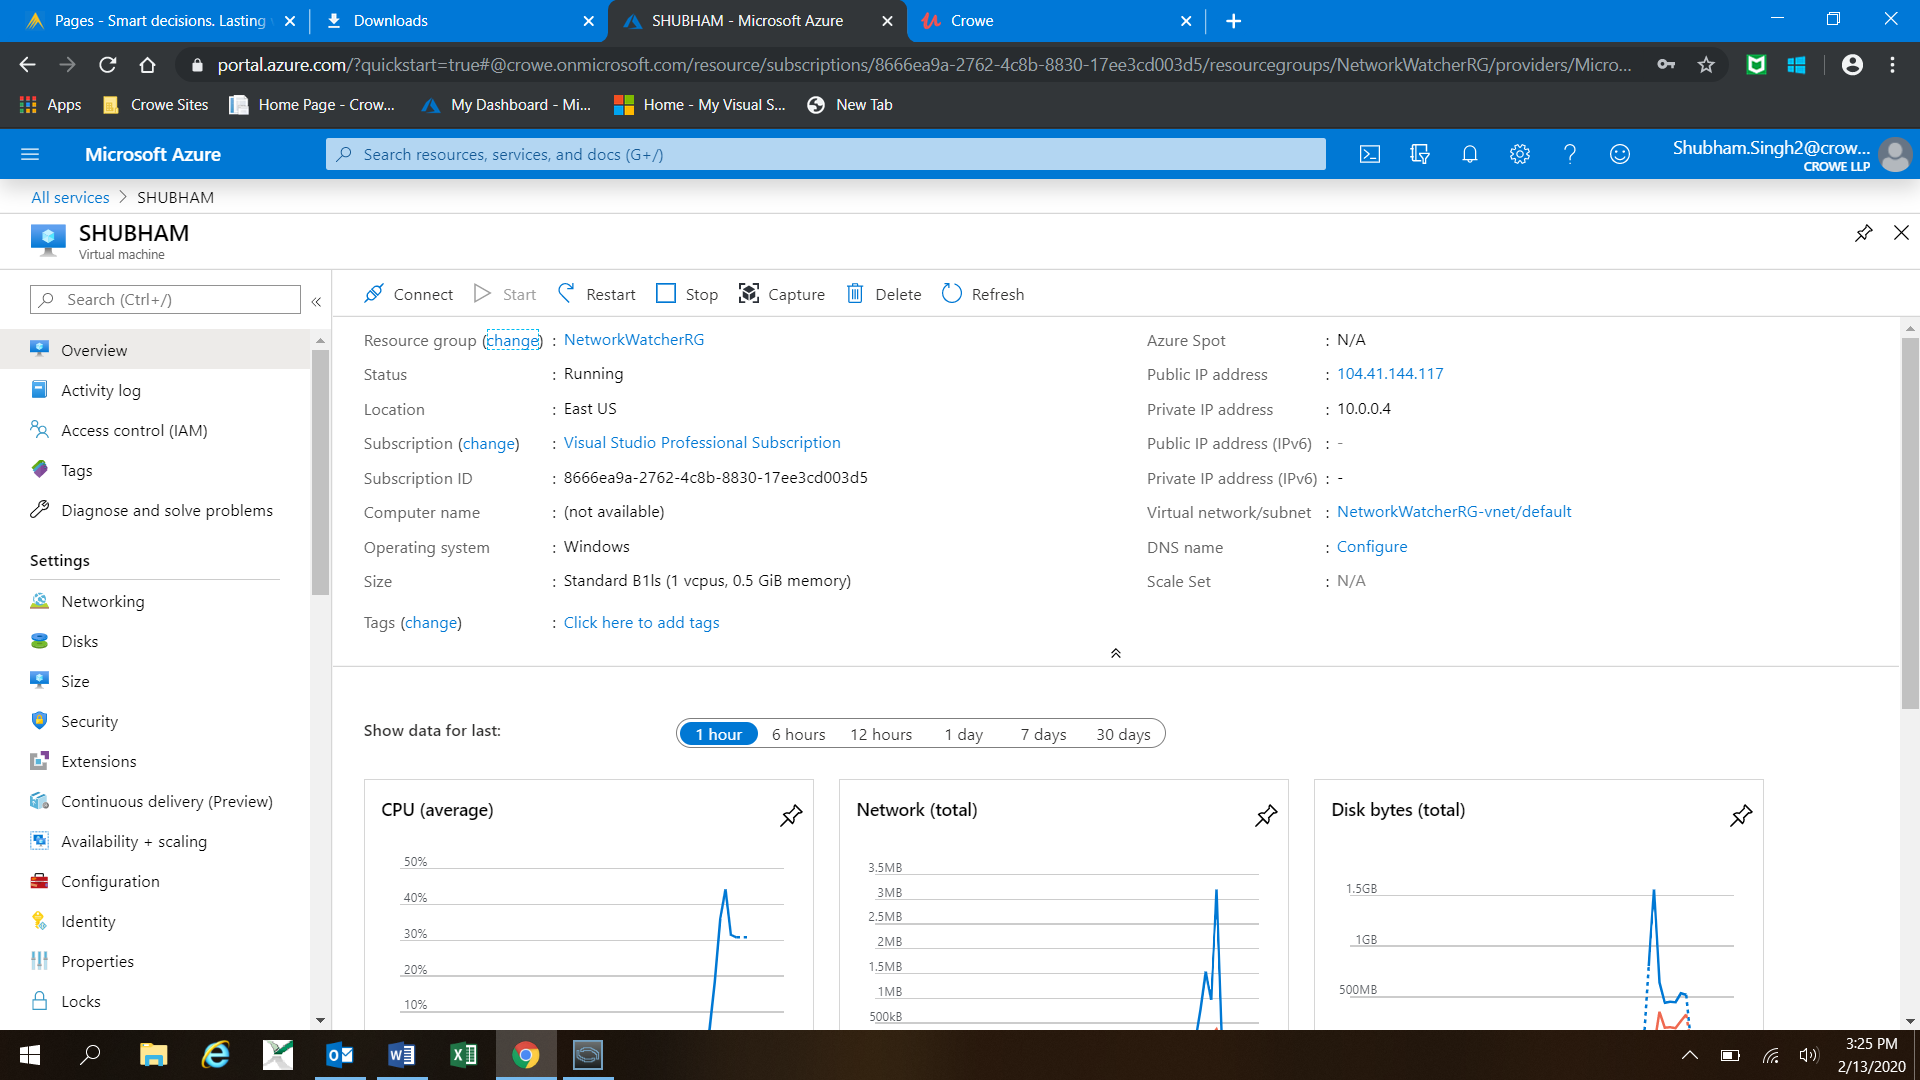 Pages - Smart decisions. Lasting
Downloads
SHUBHAM - Microsoft Azure
Crowe
portal.azure.com/?quickstart=true#@crowe.onmicrosoft.com/resource/subscriptions/8666ea9a-2762-4c8b-8830-17ee3cd003d5/resourcegroups/NetworkWatcherRG/providers/Micro...
Apps
Crowe Sites
Home Page - Crow...
My Dashboard - Mi...
Home - My Visual S...
New Tab
Microsoft Azure
Search resources, services, and docs (G+/)
Shubham.Singh2@crow...
CROWE LLP
All services > SHUBHAM
SHUBHAM
Virtual machine
Search (Ctrl+/)
«
Overview
Activity log
Access control (IAM)
Tags
Diagnose and solve problems
Settings
Networking
Disks
Size
Security
Extensions
Continuous delivery (Preview)
Availability + scaling
Configuration
Identity
Properties
Locks
Connect
Start
Restart
Stop
Capture
Delete
Refresh
Resource group (change) : NetworkWatcherRG
Status : Running
Location : East US
Subscription (change) : Visual Studio Professional Subscription
Subscription ID : 8666ea9a-2762-4c8b-8830-17ee3cd003d5
Computer name : (not available)
Operating system : Windows
Size : Standard B1ls (1 vcpus, 0.5 GiB memory)
Tags (change) : Click here to add tags
Azure Spot : N/A
Public IP address : 104.41.144.117
Private IP address : 10.0.0.4
Public IP address (IPv6) : -
Private IP address (IPv6) : -
Virtual network/subnet : NetworkWatcherRG-vnet/default
DNS name : Configure
Scale Set : N/A
Show data for last:
1 hour
6 hours
12 hours
1 day
7 days
30 days
CPU (average)
50%
40%
30%
20%
10%
Network (total)
3.5MB
3MB
2.5MB
2MB
1.5MB
1MB
500kB
Disk bytes (total)
1.5GB
1GB
500MB
3:25 PM
2/13/2020